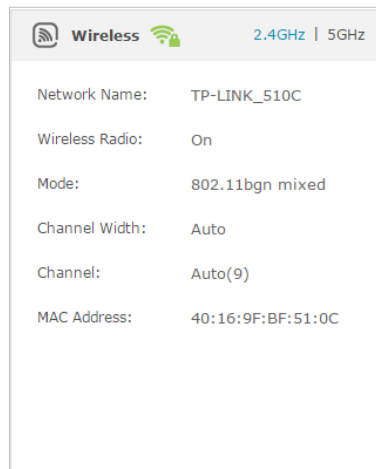 Wireless 2.4GHz | 5GHz
Network Name: TP-LINK_510C
Wireless Radio: On
Mode: 802.11bgn mixed
Channel Width: Auto
Channel: Auto(9)
MAC Address: 40:16:9F:BF:51:0C